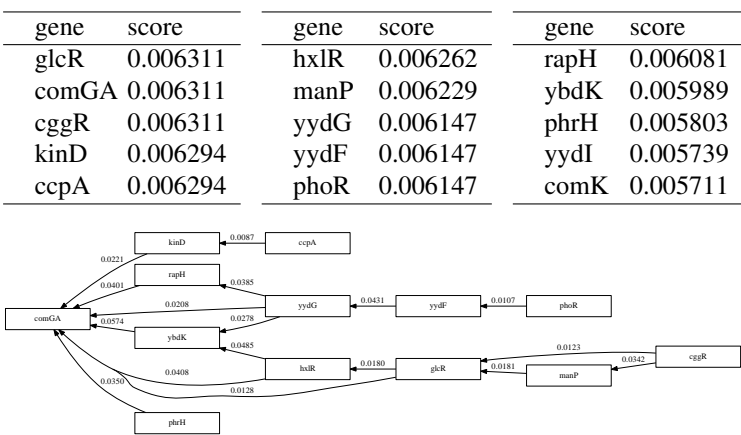 gene score gene score gene score
glcR 0.006311 hxlR 0.006262 rapH 0.006081
comGA 0.006311 manP 0.006229 ybdK 0.005989
cggR 0.006311 yydG 0.006147 phrH 0.005803
kinD 0.006294 yydF 0.006147 yydI 0.005739
ccpA 0.006294 phoR 0.006147 comK 0.005711
kinD 0.0087 ccpA
0.0221
rapH
0.0401 0.0385
0.0208 yydG 0.0431 yydF 0.0107 phoR
comGA 0.0574 0.0278
ybdK
0.0485 0.0123
cggR
0.0408 hxlR 0.0180 glcR 0.0181 manP 0.0342
0.0350 0.0128
phrH